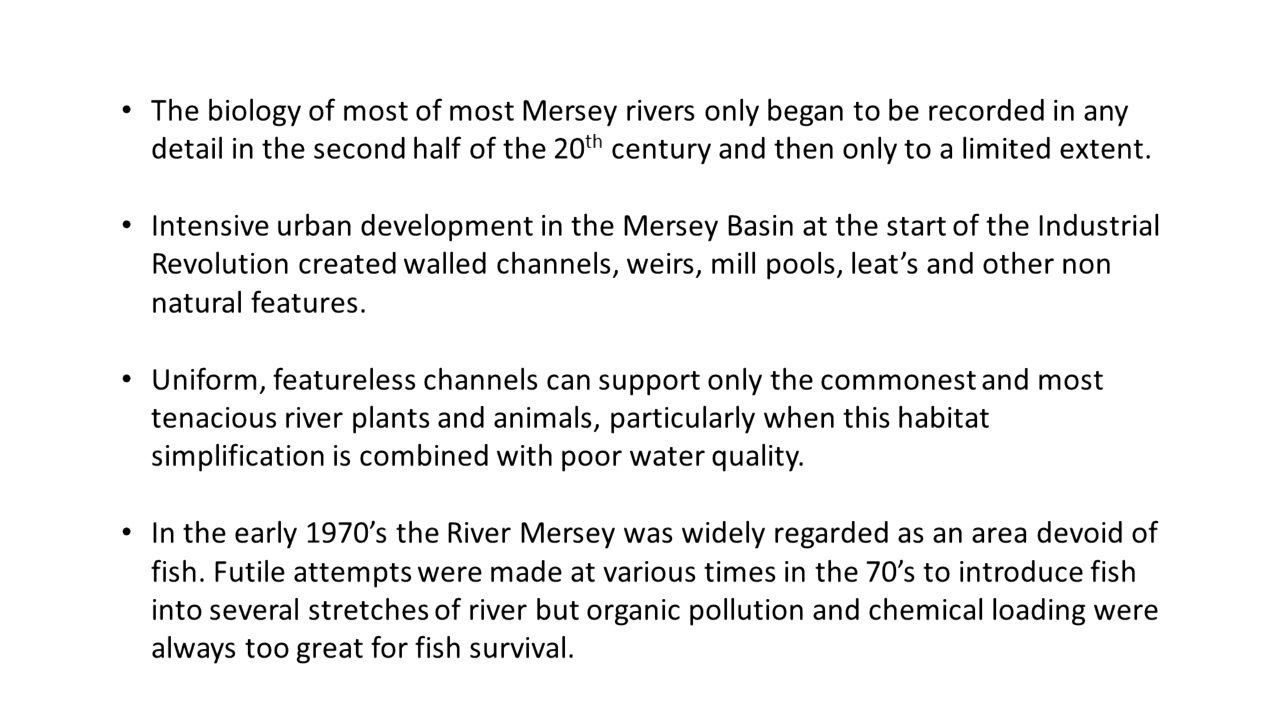 • The biology of most of most Mersey rivers only began to be recorded in any
detail in the second half of the 20th century and then only to a limited extent.
• Intensive urban development in the Mersey Basin at the start of the Industrial
Revolution created walled channels, weirs, mill pools, leat’s and other non
natural features.
• Uniform, featureless channels can support only the commonest and most
tenacious river plants and animals, particularly when this habitat
simplification is combined with poor water quality.
• In the early 1970’s the River Mersey was widely regarded as an area devoid of
fish. Futile attempts were made at various times in the 70’s to introduce fish
into several stretches of river but organic pollution and chemical loading were
always too great for fish survival.